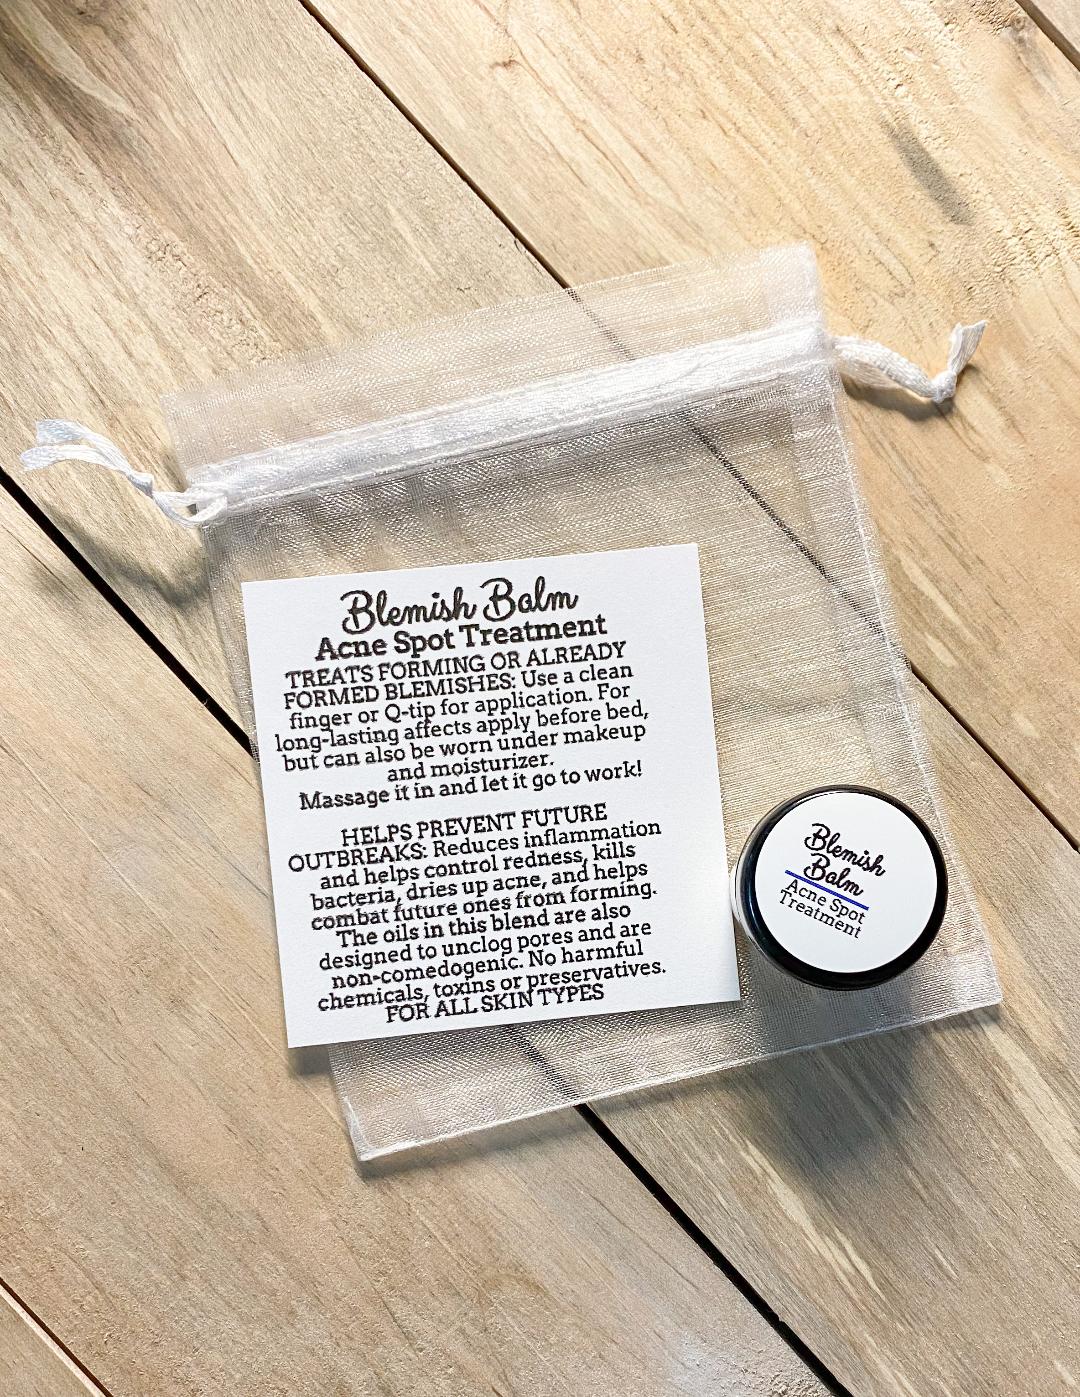 Blemish Balm
Acne Spot Treatment
TREATS FORMING OR ALREADY
FORMED BLEMISHES: Use a clean
finger or Q-tip for application. For
long-lasting affects apply before bed,
but can also be worn under makeup
and moisturizer.
Massage it in and let it go to work!
HELPS PREVENT FUTURE
OUTBREAKS: Reduces inflammation
and helps control redness, kills
bacteria, dries up acne, and helps
combat future ones from forming.
The oils in this blend are also
designed to unclog pores and are
non-comedogenic. No harmful
chemicals, toxins or preservatives.
FOR ALL SKIN TYPES
Blemish
Balm
Acne Spot
Treatment